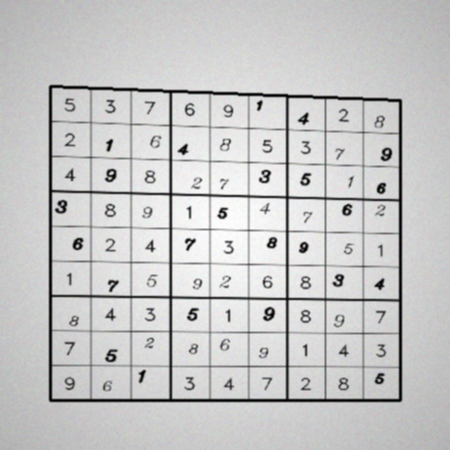 5 3 7 6 9 1 4 2 8
2 1 6 4 8 5 3 7 9
4 9 8 2 7 3 5 1 6
3 8 9 1 5 4 7 6 2
6 2 4 7 3 8 9 5 1
1 7 5 9 2 6 8 3 4
8 4 3 5 1 9 8 9 7
7 5 2 8 6 9 1 4 3
9 6 1 3 4 7 2 8 5